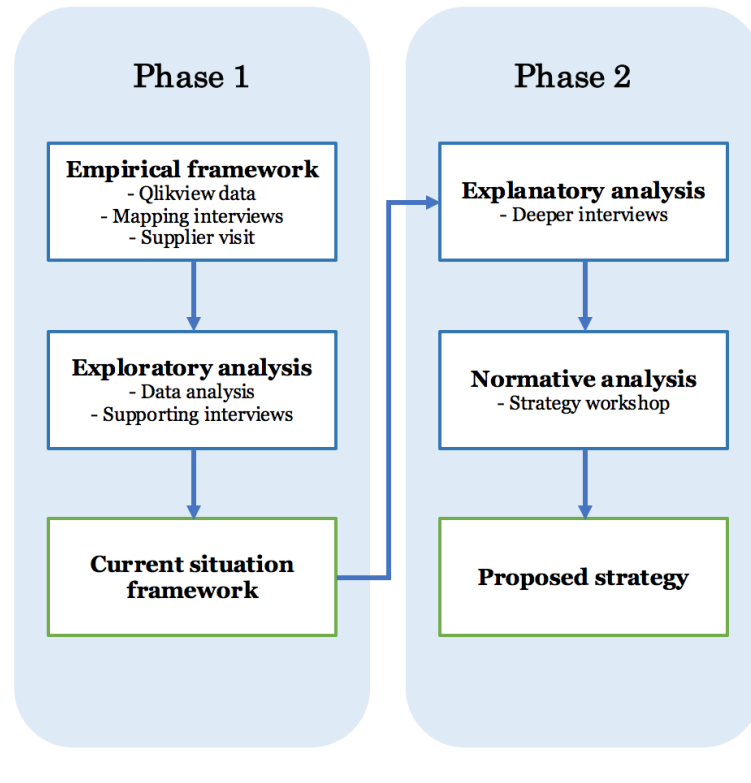 Phase 1
Empirical framework
- Qlikview data
- Mapping interviews
- Supplier visit
Exploratory analysis
- Data analysis
- Supporting interviews
Current situation
framework
Phase 2
Explanatory analysis
- Deeper interviews
Normative analysis
- Strategy workshop
Proposed strategy